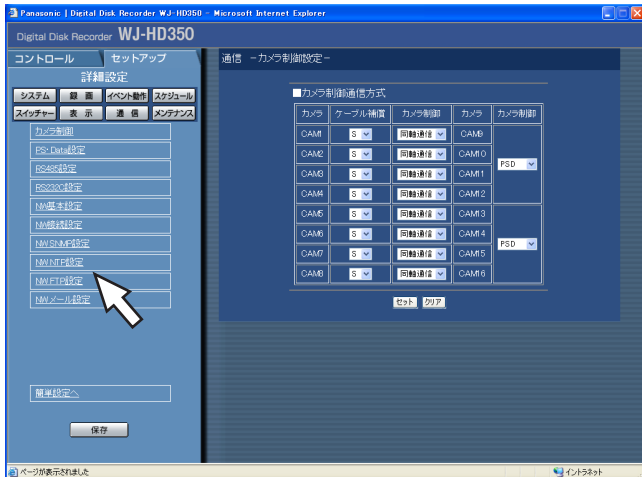 Panasonic | Digital Disk Recorder WJ-HD350 - Microsoft Internet Explorer
Digital Disk Recorder WJ-HD350
コントロール セットアップ
詳細設定
システム 録 画 イベント動作 スケジュール
スイッチャー 表 示 通 信 メンテナンス
カメラ制御
PS･Data設定
RS485設定
RS232C設定
NW基本設定
NW接続設定
NW SNMP設定
NW NTP設定
NW FTP設定
NW メール設定
簡単設定へ
保存
通信 －カメラ制御設定－
■カメラ制御通信方式
カメラ ケーブル補償 カメラ制御 カメラ カメラ制御
CAM1 S 同軸通信 CAM9
CAM2 S 同軸通信 CAM10
PSD
CAM3 S 同軸通信 CAM11
CAM4 S 同軸通信 CAM12
CAM5 S 同軸通信 CAM13
CAM6 S 同軸通信 CAM14
PSD
CAM7 S 同軸通信 CAM15
CAM8 S 同軸通信 CAM16
セット クリア
ページが表示されました イントラネット